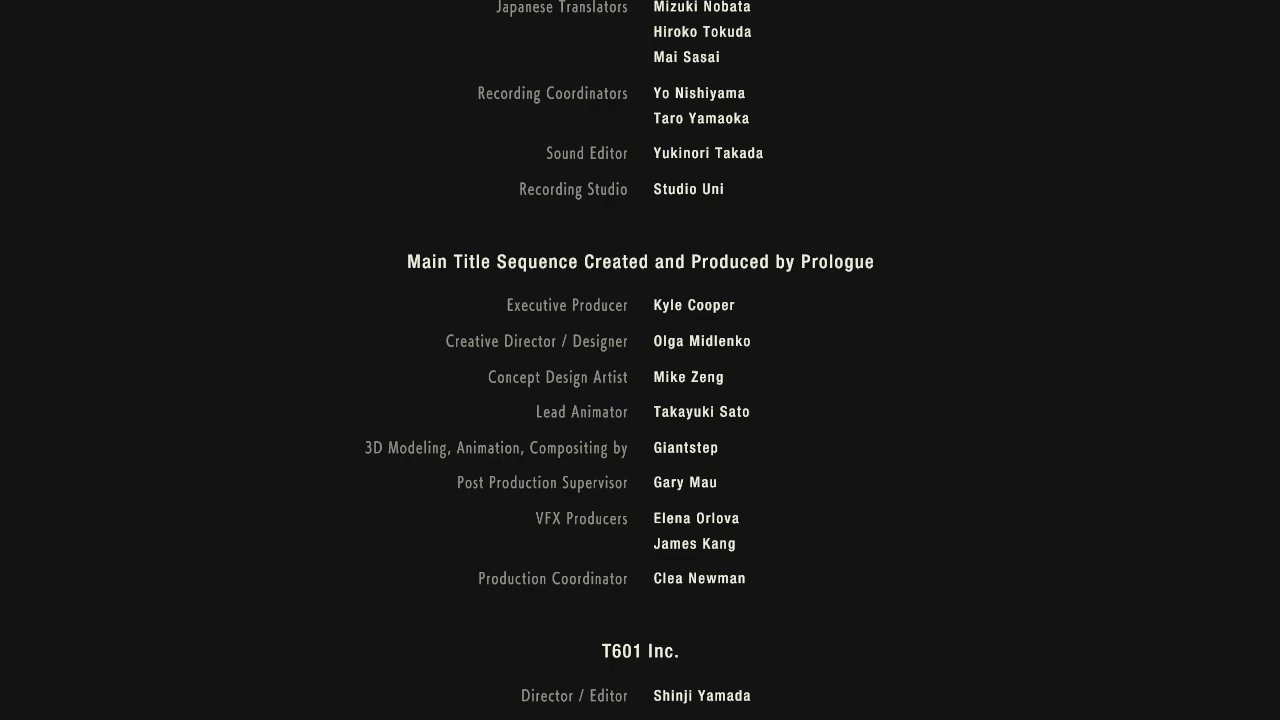 Japanese Translators Mizuki Nobata
Hiroko Tokuda
Mai Sasai
Recording Coordinators Yo Nishiyama
Taro Yamaoka
Sound Editor Yukinori Takada
Recording Studio Studio Uni
Main Title Sequence Created and Produced by Prologue
Executive Producer Kyle Cooper
Creative Director / Designer Olga Midlenko
Concept Design Artist Mike Zeng
Lead Animator Takayuki Sato
3D Modeling, Animation, Compositing by Giantstep
Post Production Supervisor Gary Mau
VFX Producers Elena Orlova
James Kang
Production Coordinator Clea Newman
T601 Inc.
Director / Editor Shinji Yamada